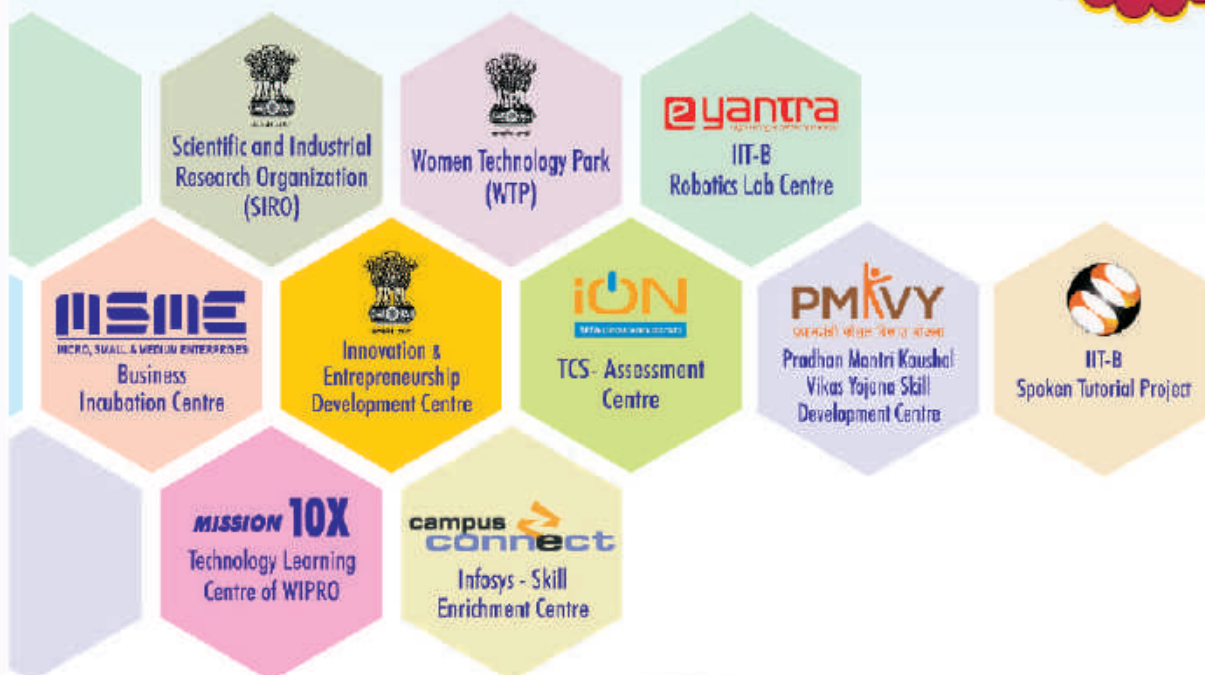 Scientific and Industrial
Research Organization
(SIRO)
Women Technology Park
(WTP)
e yantra
IIT-B
Robotics Lab Centre
MSME
MICRO, SMALL & MEDIUM ENTERPRISES
Business
Incubation Centre
Innovation &
Entrepreneurship
Development Centre
iON
TCS- Assessment
Centre
PMKVY
Pradhan Mantri Kaushal
Vikas Yojana Skill
Development Centre
IIT-B
Spoken Tutorial Project
MISSION 10X
Technology Learning
Centre of WIPRO
campus
connect
Infosys - Skill
Enrichment Centre